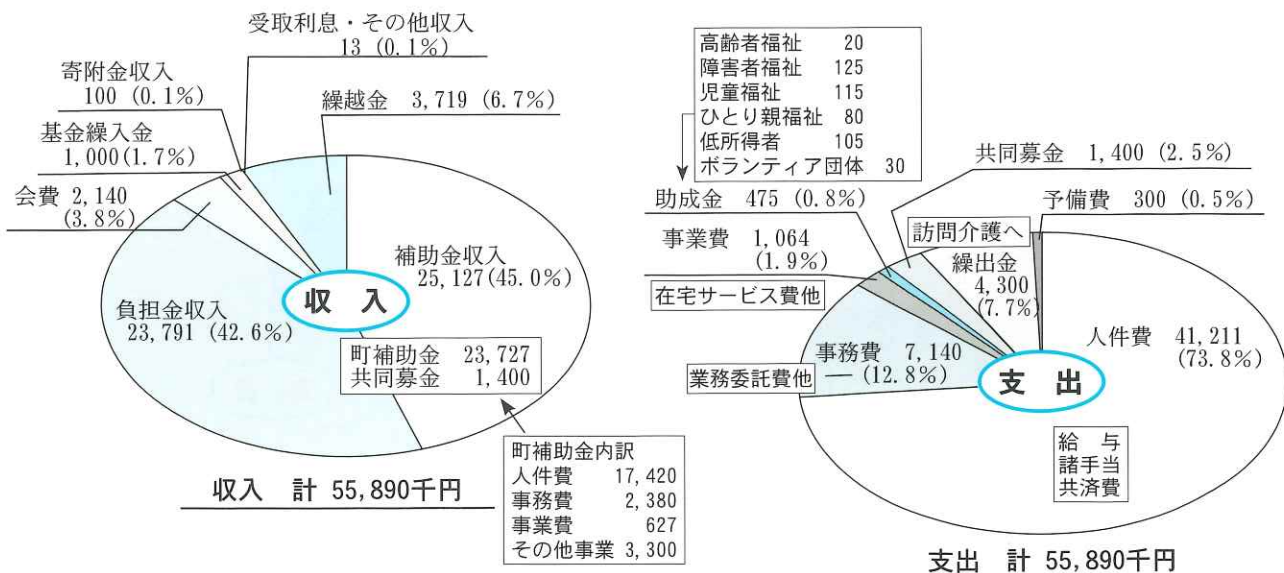 受取利息・その他収入
13 (0.1%)
寄附金収入
100 (0.1%)
繰越金 3,719 (6.7%)
基金繰入金
1,000(1.7%)
会費 2,140
(3.8%)
補助金収入
25,127(45.0%)
収 入
負担金収入
23,791 (42.6%)
町補助金 23,727
共同募金 1,400
町補助金内訳
人件費 17,420
事務費 2,380
事業費 627
その他事業 3,300
収入 計 55,890千円
高齢者福祉 20
障害者福祉 125
児童福祉 115
ひとり親福祉 80
低所得者 105
ボランティア団体 30
共同募金 1,400 (2.5%)
助成金 475 (0.8%)
予備費 300 (0.5%)
事業費 1,064
(1.9%)
訪問介護へ
繰出金
4,300
(7.7%)
在宅サービス費他
人件費 41,211
(73.8%)
事務費 7,140
(12.8%)
業務委託費他
支 出
給 与
諸手当
共済費
支出 計 55,890千円